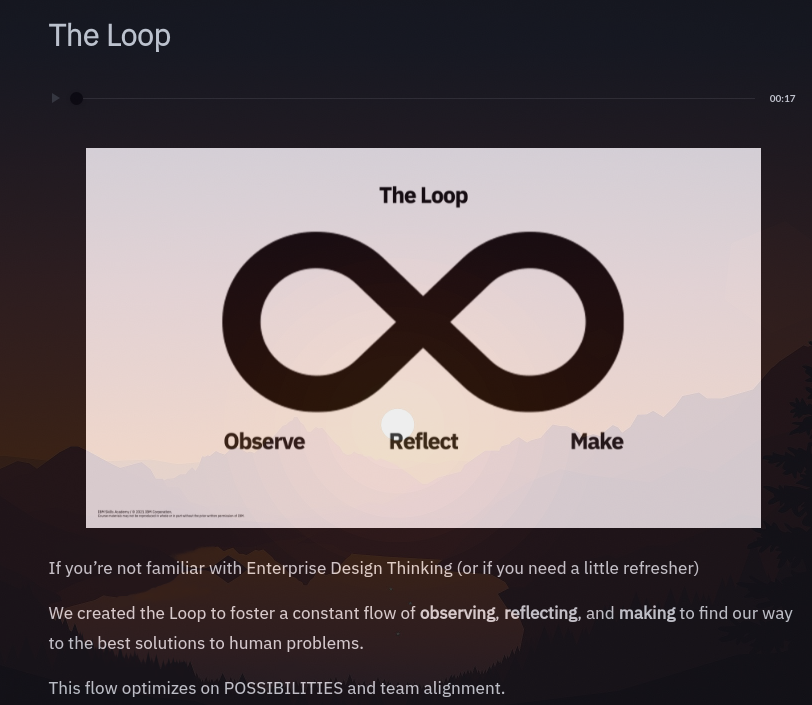 The Loop
00:17
The Loop
Observe Reflect Make
If you’re not familiar with Enterprise Design Thinking (or if you need a little refresher)
We created the Loop to foster a constant flow of observing, reflecting, and making to find our way
to the best solutions to human problems.
This flow optimizes on POSSIBILITIES and team alignment.